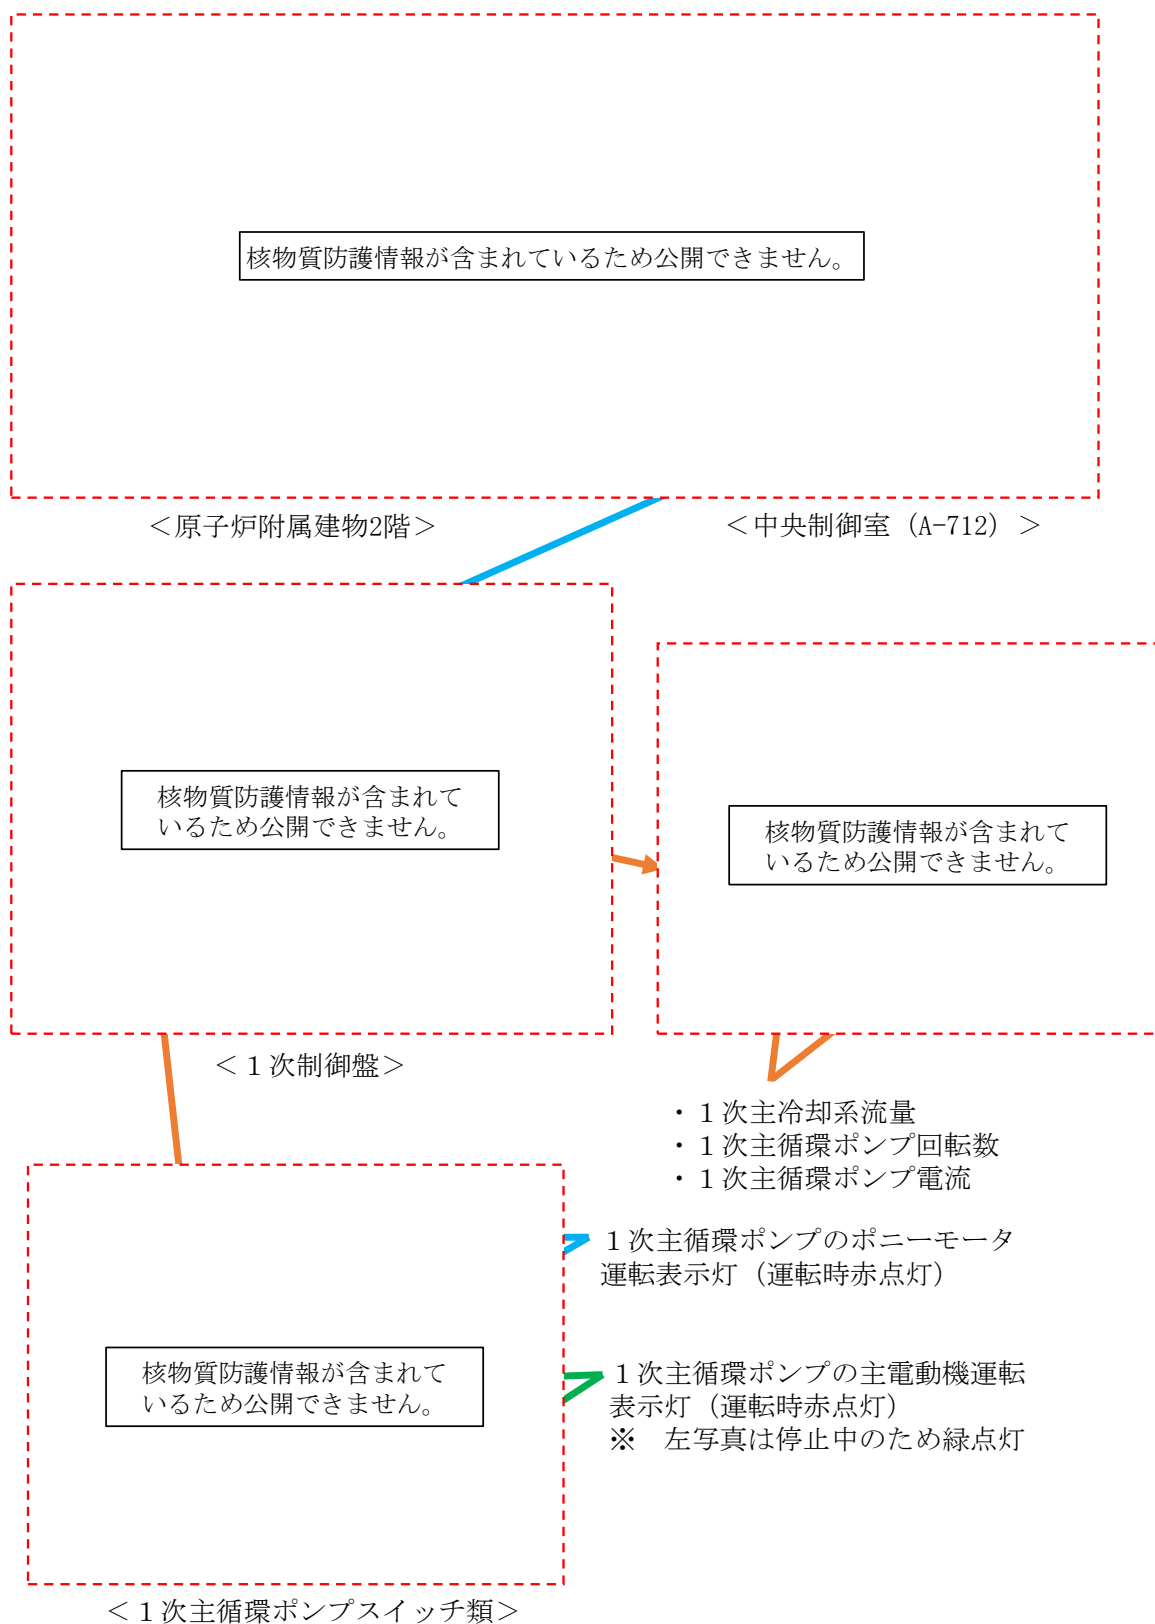 核物質防護情報が含まれているため公開できません。
＜原子炉附属建物2階＞
＜中央制御室（A-712）＞
核物質防護情報が含まれて
いるため公開できません。
核物質防護情報が含まれて
いるため公開できません。
＜１次制御盤＞
・１次主冷却系流量
・１次主循環ポンプ回転数
・１次主循環ポンプ電流
１次主循環ポンプのポニーモータ
運転表示灯（運転時赤点灯）
核物質防護情報が含まれて
いるため公開できません。
１次主循環ポンプの主電動機運転
表示灯（運転時赤点灯）
※　左写真は停止中のため緑点灯
＜１次主循環ポンプスイッチ類＞